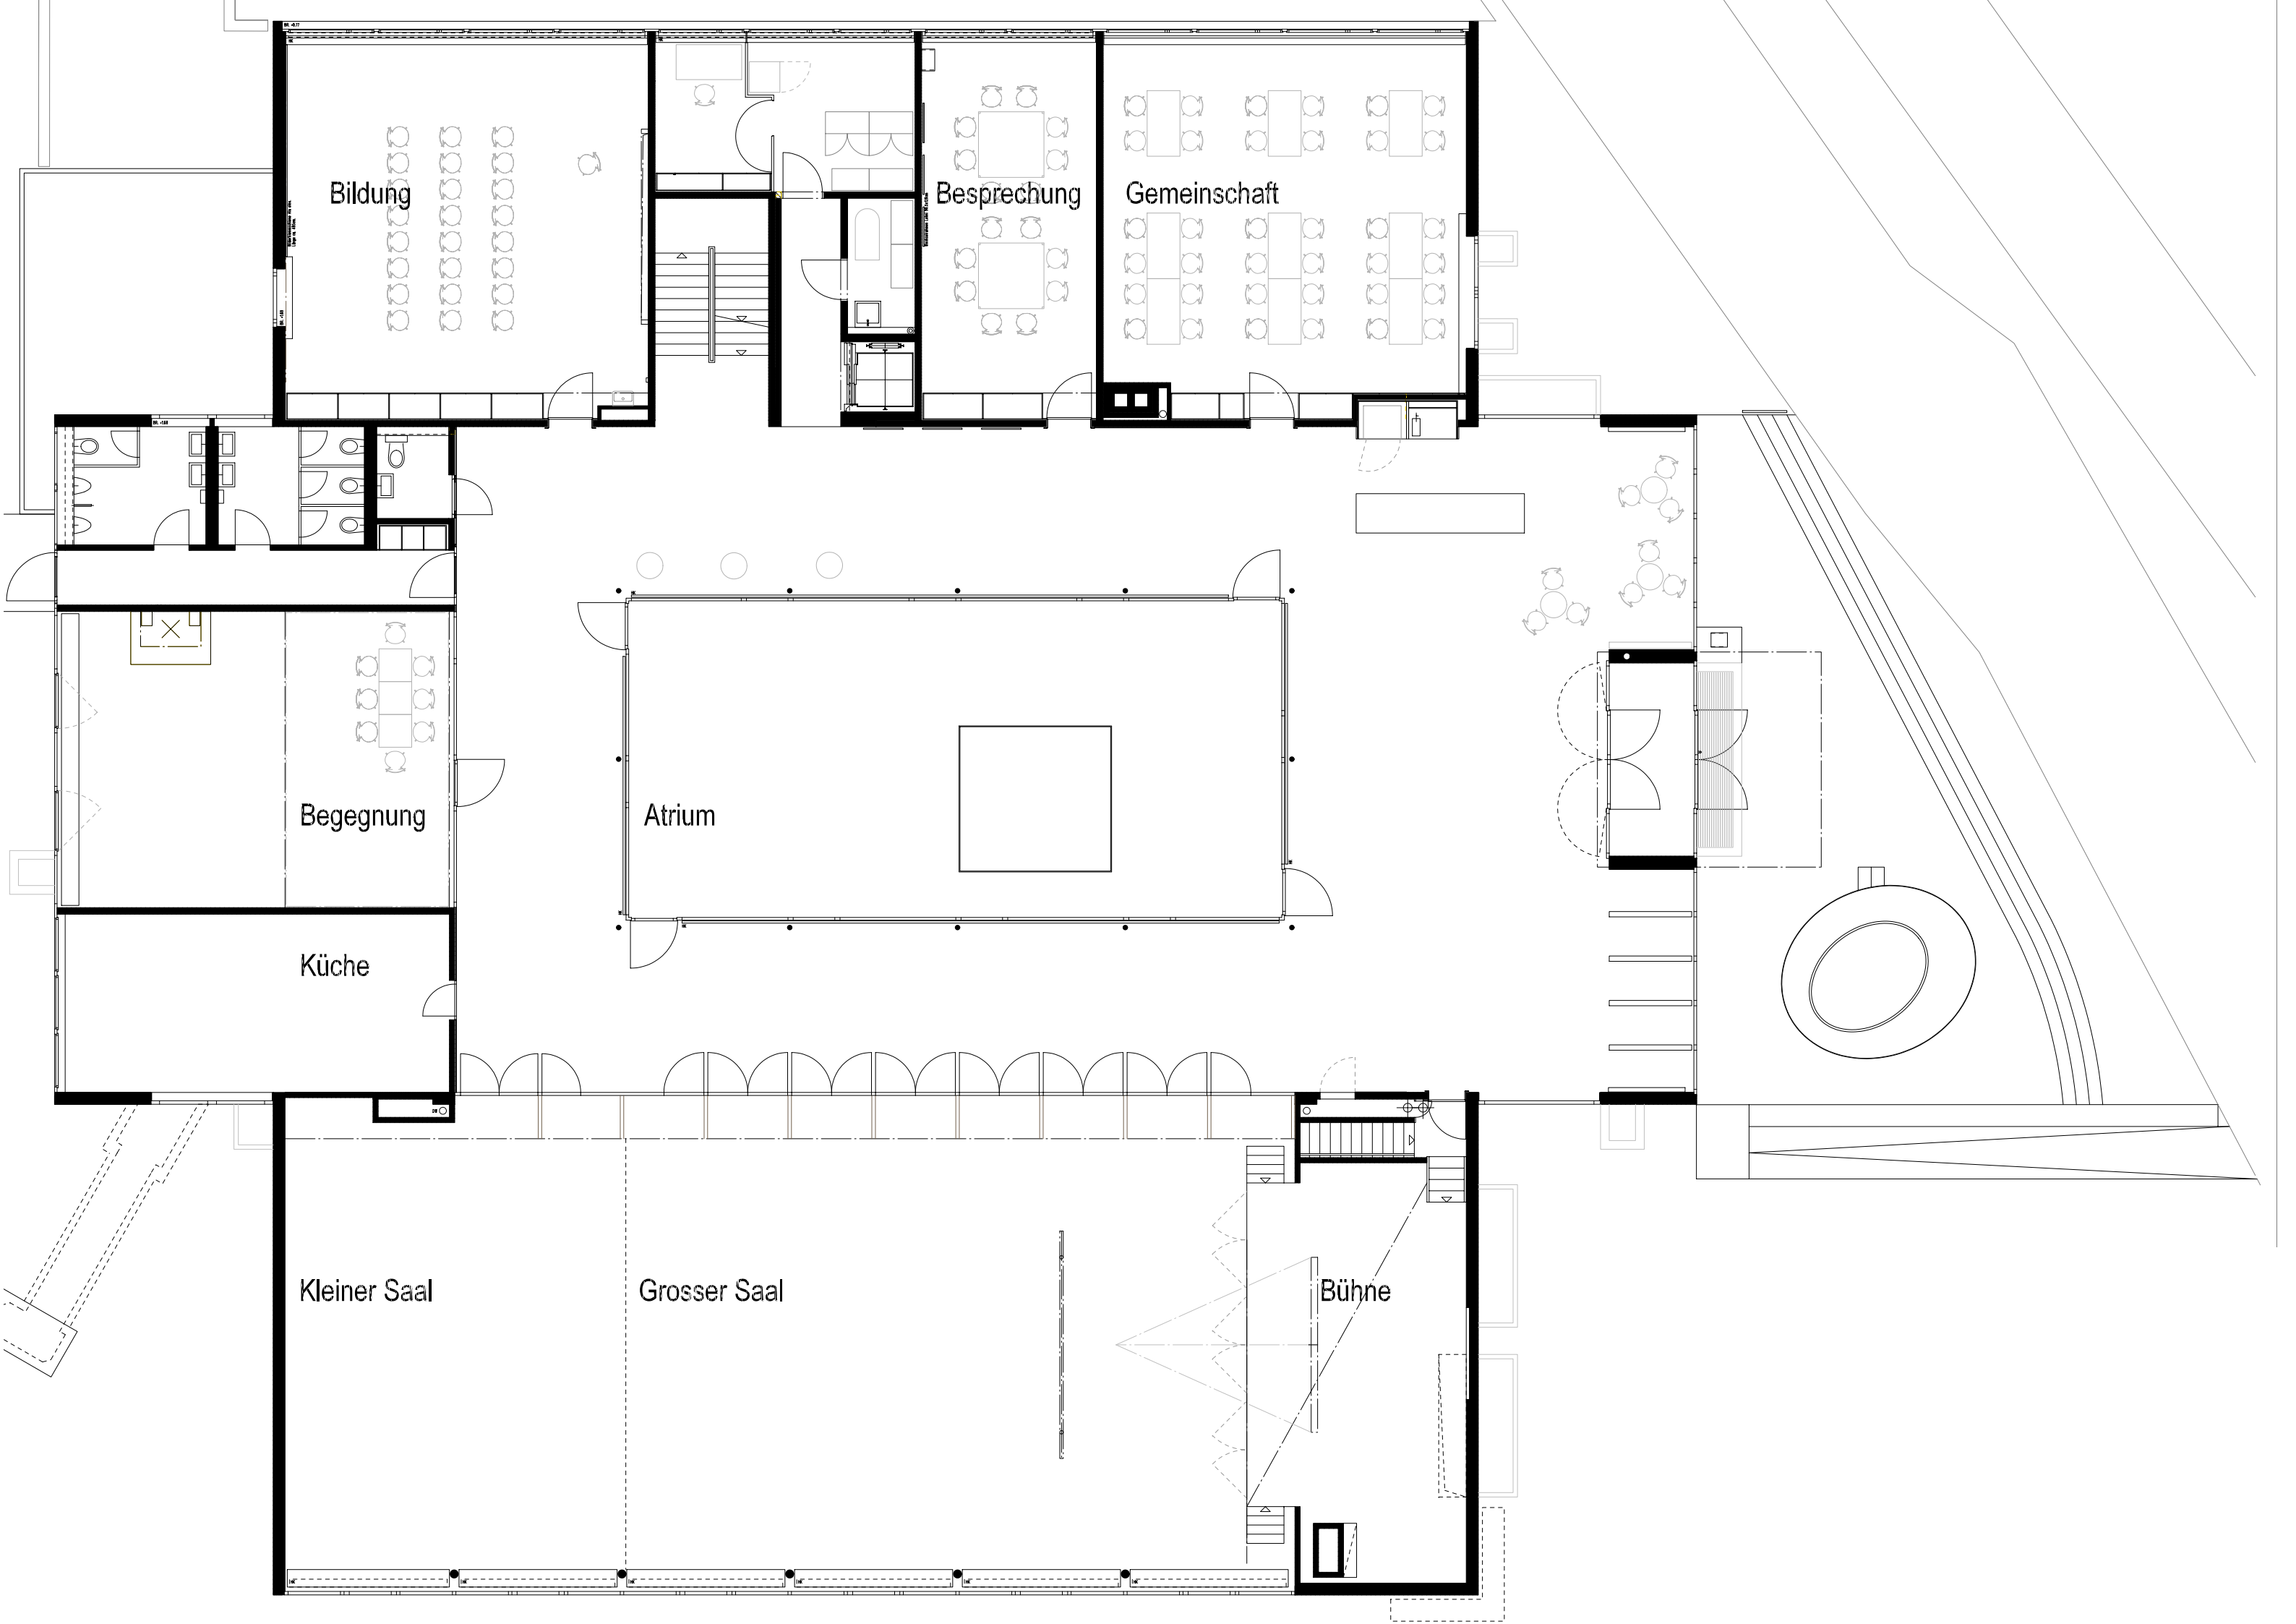 Bildung
Besprechung
Gemeinschaft
Begegnung
Atrium
Küche
Kleiner Saal
Grosser Saal
Bühne